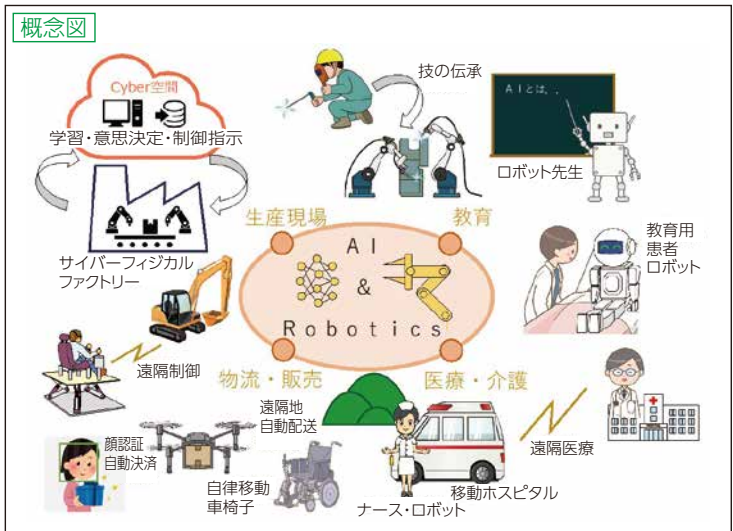 概念図
Cyber空間
学習・意思決定・制御指示
技の伝承
AIとは、.
ロボット先生
サイバーフィジカル
ファクトリー
生産現場
教育
教育用
患者
ロボット
AI
&
Robotics
遠隔制御
物流・販売
医療・介護
遠隔地
自動配送
顔認証
自動決済
自律移動
車椅子
ナース・ロボット
移動ホスピタル
遠隔医療